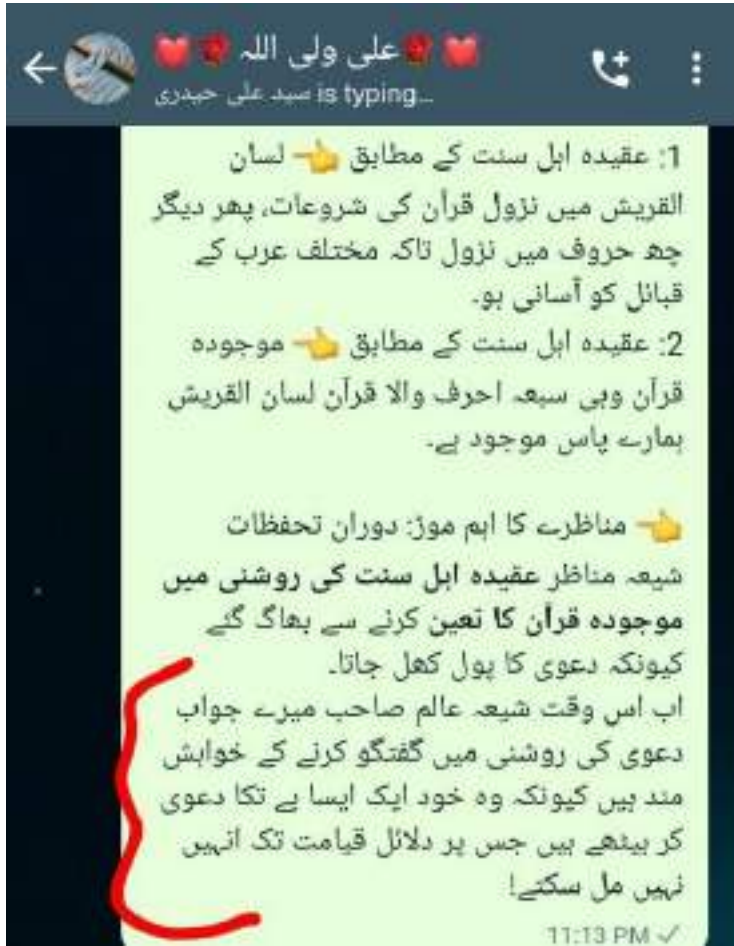 ❤️🌹علی ولی اللہ🌹❤️
سید علی حیدری is typing...
1: عقیدہ اہل سنت کے مطابق 👈 لسان
القریش میں نزول قرآن کی شروعات، پھر دیگر
چھ حروف میں نزول تاکہ مختلف عرب کے
قبائل کو آسانی ہو۔
2: عقیدہ اہل سنت کے مطابق 👈 موجودہ
قرآن وہی سبعہ احرف والا قرآن لسان القریش
ہمارے پاس موجود ہے۔
👈 مناظرے کا اہم موڑ: دوران تحفظات
شیعہ مناظر عقیدہ اہل سنت کی روشنی میں
موجودہ قرآن کا تعین کرنے سے بھاگ گئے
کیونکہ دعوی کا پول کھل جاتا۔
اب اس وقت شیعہ عالم صاحب میرے جواب
دعوی کی روشنی میں گفتگو کرنے کے خواہش
مند ہیں کیونکہ وہ خود ایک ایسا بے تکا دعوی
کر بیٹھے ہیں جس پر دلائل قیامت تک انہیں
نہیں مل سکتے!
11:13 PM ✓